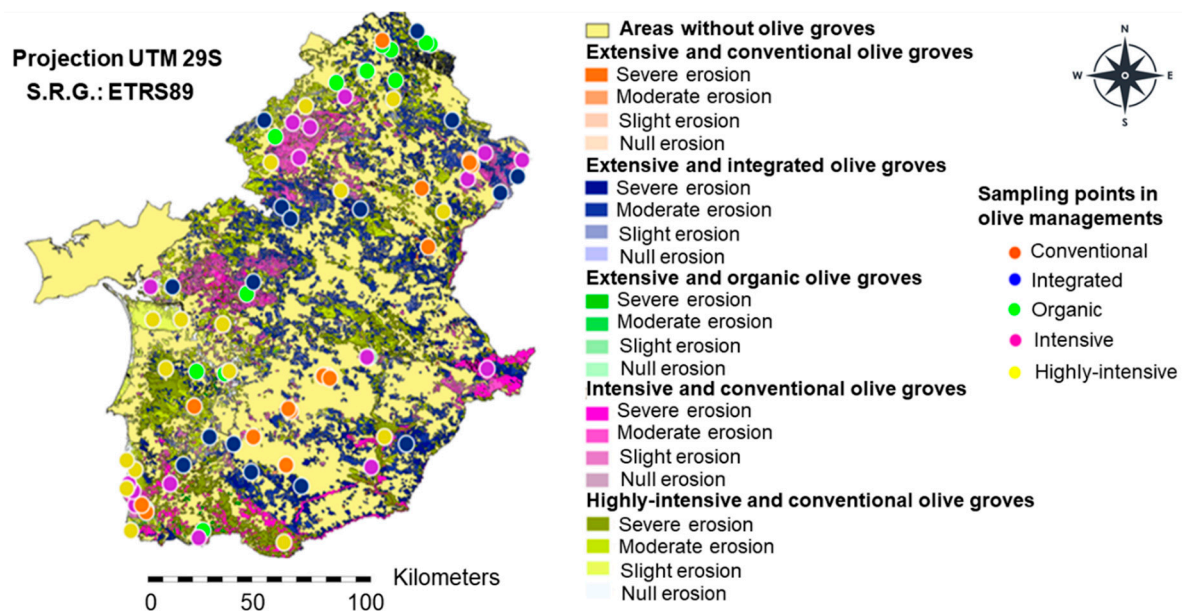 Projection UTM 29S
S.R.G.: ETRS89
Areas without olive groves
Extensive and conventional olive groves
Severe erosion
Moderate erosion
Slight erosion
Null erosion
Extensive and integrated olive groves
Severe erosion
Moderate erosion
Slight erosion
Null erosion
Extensive and organic olive groves
Severe erosion
Moderate erosion
Slight erosion
Null erosion
Intensive and conventional olive groves
Severe erosion
Moderate erosion
Slight erosion
Null erosion
Highly-intensive and conventional olive groves
Severe erosion
Moderate erosion
Slight erosion
Null erosion
N
W E
S
Sampling points in
olive managements
Conventional
Integrated
Organic
Intensive
Highly-intensive
Kilometers
0 50 100